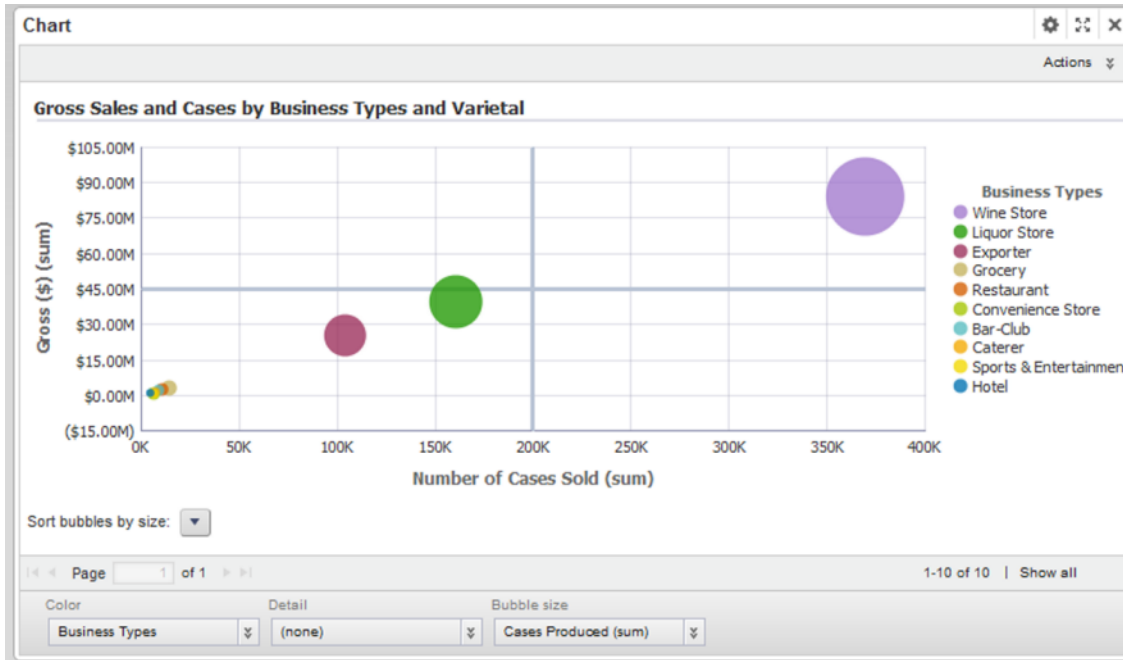 Chart
Actions
Gross Sales and Cases by Business Types and Varietal
$105.00M
$90.00M
$75.00M
$60.00M
$45.00M
$30.00M
$15.00M
$0.00M
($15.00M)
Gross ($) (sum)
0K 50K 100K 150K 200K 250K 300K 350K 400K
Number of Cases Sold (sum)
Business Types
Wine Store
Liquor Store
Exporter
Grocery
Restaurant
Convenience Store
Bar-Club
Caterer
Sports & Entertainmen
Hotel
Sort bubbles by size:
Page 1 of 1
1-10 of 10 | Show all
Color Detail Bubble size
Business Types (none) Cases Produced (sum)